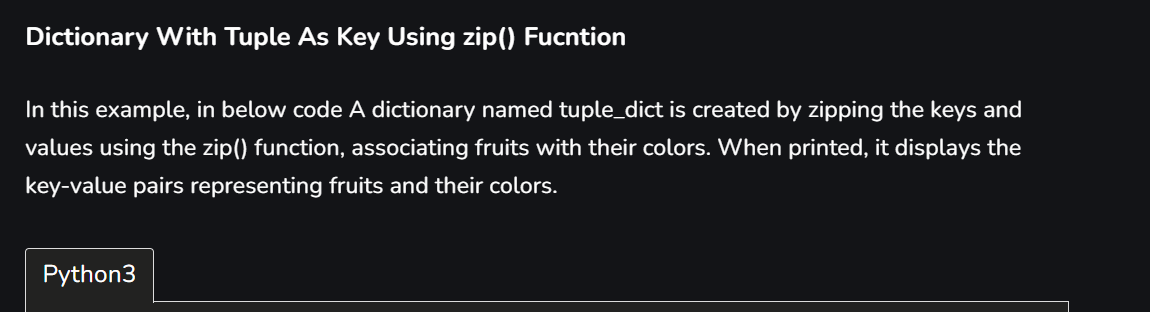 Dictionary With Tuple As Key Using zip() Fucntion
In this example, in below code A dictionary named tuple_dict is created by zipping the keys and
values using the zip() function, associating fruits with their colors. When printed, it displays the
key-value pairs representing fruits and their colors.
Python3